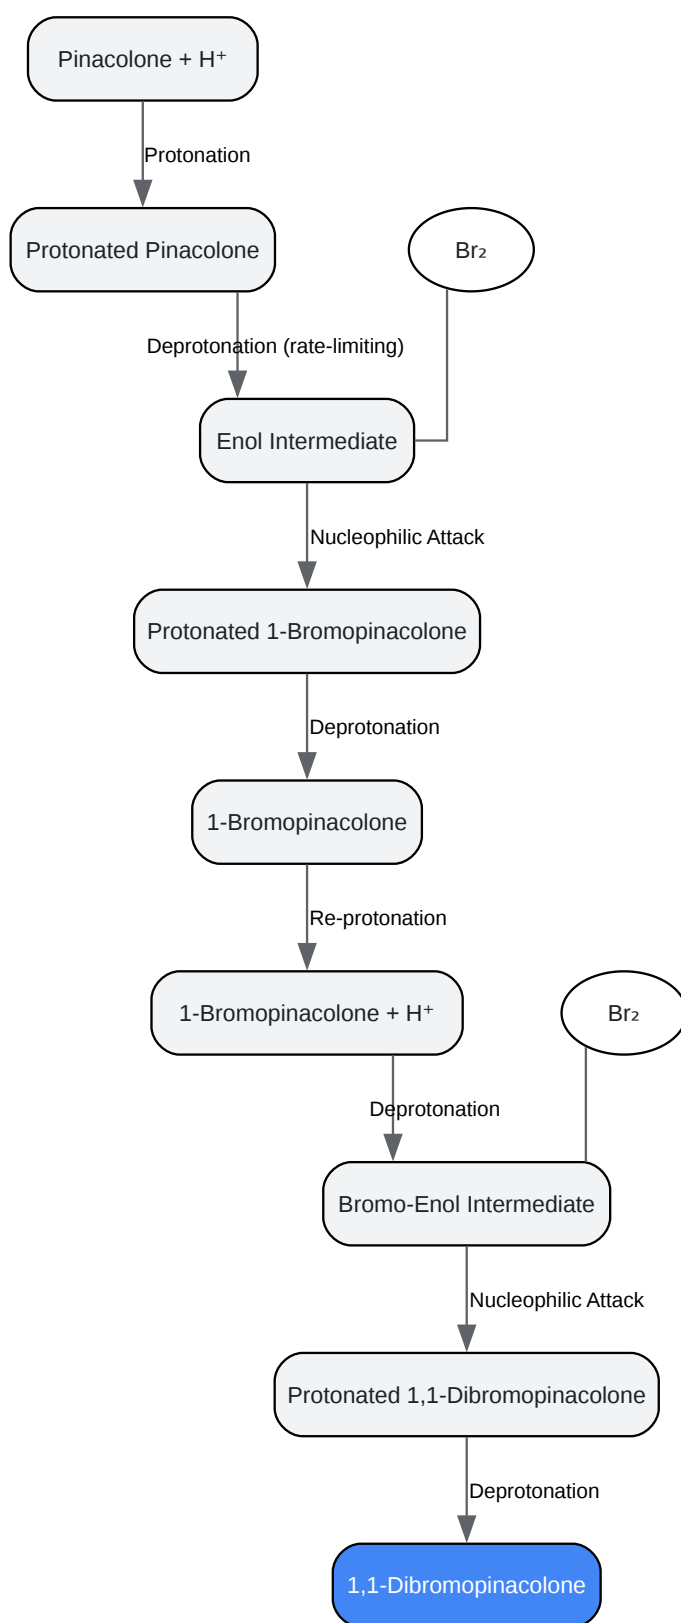 Pinacolone + H⁺
Protonation
Protonated Pinacolone
Br₂
Deprotonation (rate-limiting)
Enol Intermediate
Nucleophilic Attack
Protonated 1-Bromopinacolone
Deprotonation
1-Bromopinacolone
Re-protonation
1-Bromopinacolone + H⁺
Br₂
Deprotonation
Bromo-Enol Intermediate
Nucleophilic Attack
Protonated 1,1-Dibromopinacolone
Deprotonation
1,1-Dibromopinacolone